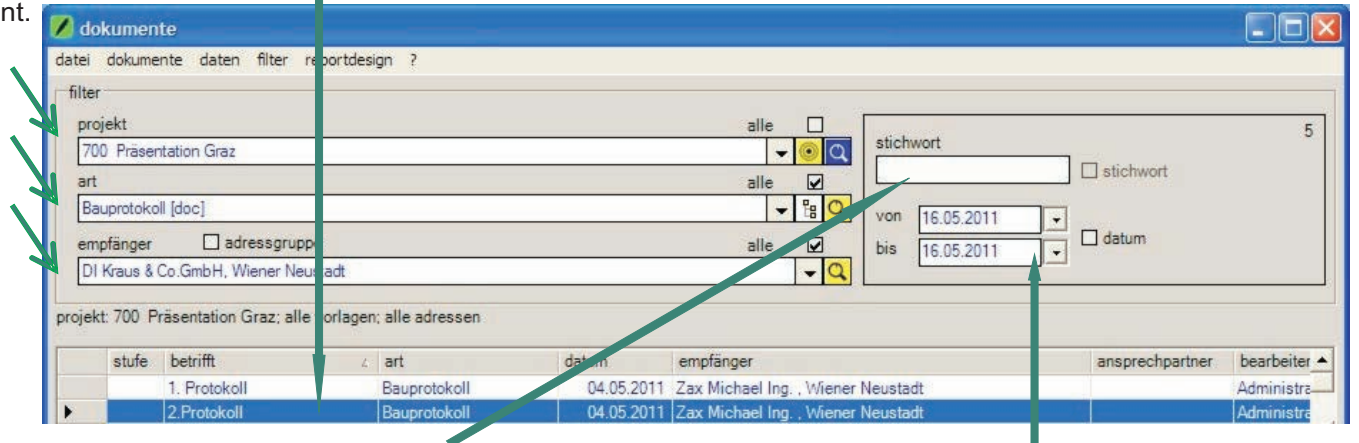 nt.
dokumente
datei dokumente daten filter reportdesign ?
filter
projekt alle
700 Präsentation Graz
art alle
Bauprotokoll [doc]
empfänger adressgruppe alle
DI Kraus & Co.GmbH, Wiener Neustadt
5
stichwort
stichwort
von 16.05.2011
bis 16.05.2011
datum
projekt: 700 Präsentation Graz; alle vorlagen; alle adressen
stufe betrifft art datum empfänger ansprechpartner bearbeiter
1. Protokoll Bauprotokoll 04.05.2011 Zax Michael Ing. , Wiener Neustadt Administra
2.Protokoll Bauprotokoll 04.05.2011 Zax Michael Ing. , Wiener Neustadt Administra